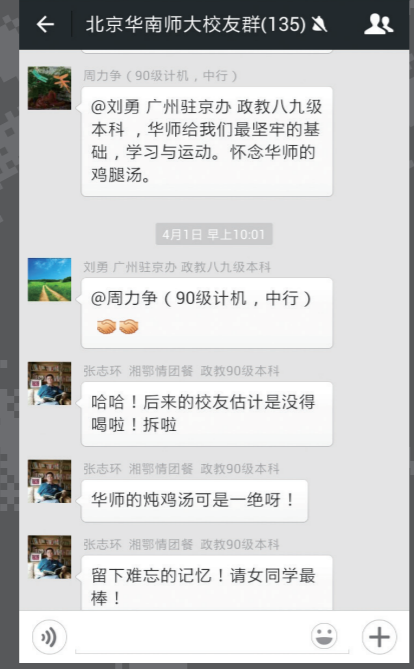 北京华南师大校友群(135)
周力争（90级计机，中行）
@刘勇 广州驻京办 政教八九级
本科 ，华师给我们最坚牢的基
础，学习与运动。怀念华师的
鸡腿汤。
4月1日 早上10:01
刘勇 广州驻京办 政教八九级本科
@周力争（90级计机，中行）
张志环 湘鄂情团餐 政教90级本科
哈哈！后来的校友估计是没得
喝啦！拆啦
张志环 湘鄂情团餐 政教90级本科
华师的炖鸡汤可是一绝呀！
张志环 湘鄂情团餐 政教90级本科
留下难忘的记忆！请女同学最
棒！